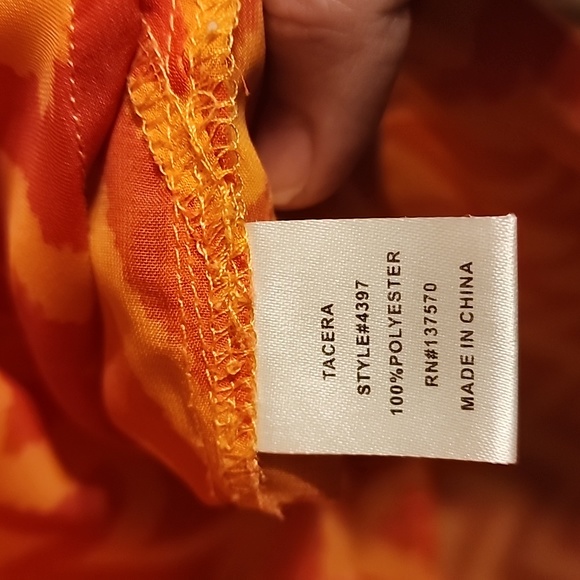 TACERA
STYLE#4397
100%POLYESTER
RN#137570
MADE IN CHINA